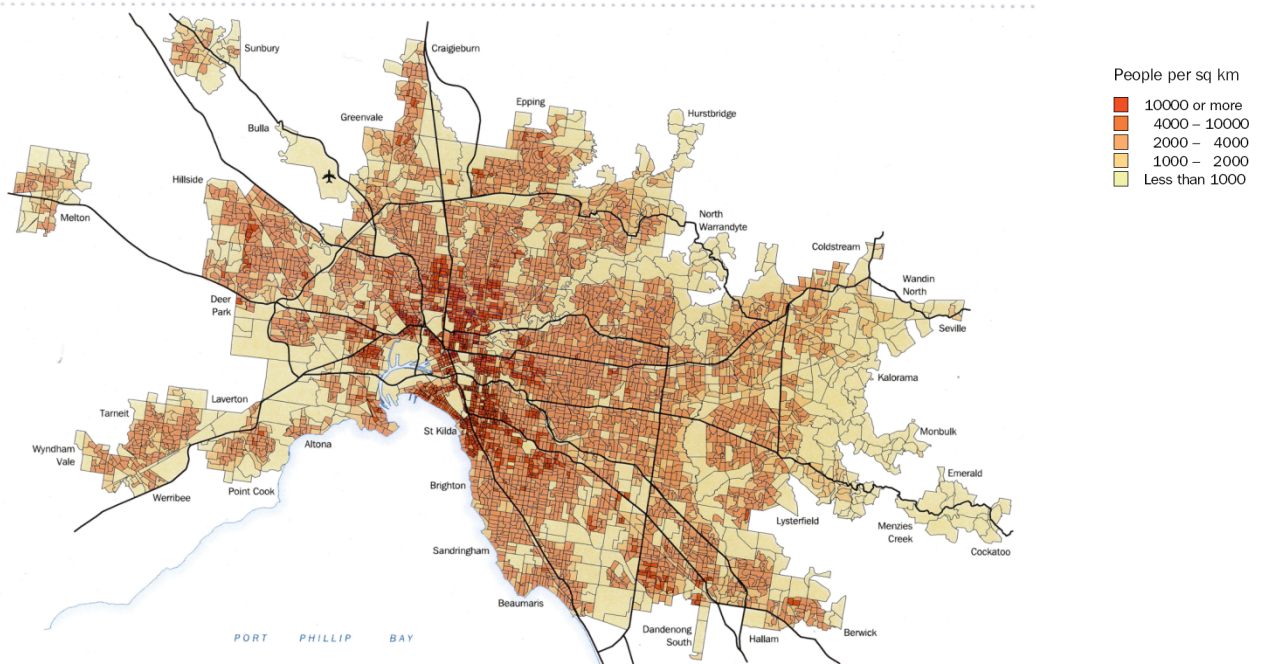 Sunbury
Craigieburn
People per sq km
10000 or more
4000 – 10000
2000 – 4000
1000 – 2000
Less than 1000
Epping
Hurstbridge
Greenvale
Bulla
Hillside
Melton
North
Warrandyte
Coldstream
Wandin
North
Deer
Park
Seville
Kalorama
Laverton
Tarneit
Altona
St Kilda
Monbulk
Wyndham
Vale
Werribee
Point Cook
Brighton
Emerald
Lysterfield
Menzies
Creek
Cockatoo
Sandringham
Beaumaris
Dandenong
South
Hallam
Berwick
PORT PHILLIP BAY